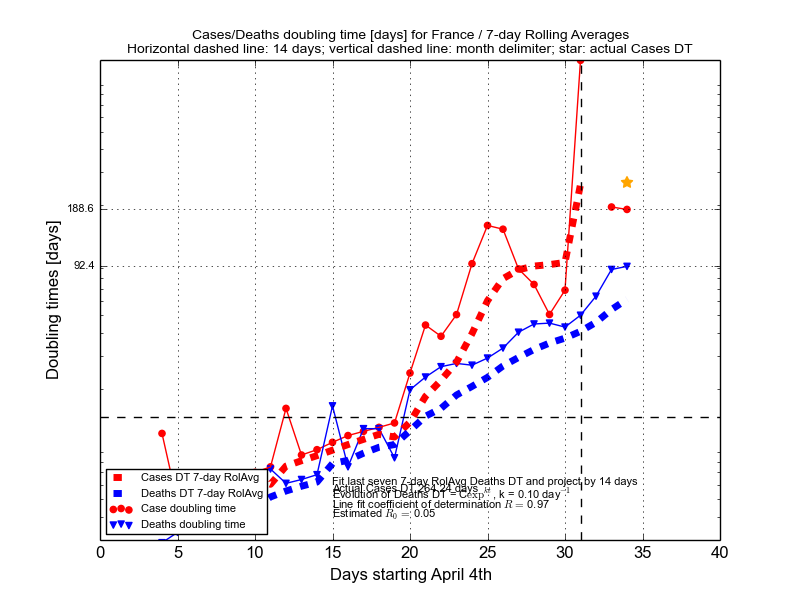 Cases/Deaths doubling time [days] for France / 7-day Rolling Averages
Horizontal dashed line: 14 days; vertical dashed line: month delimiter; star: actual Cases DT
Doubling times [days]
188.6
92.4
Cases DT 7-day RolAvg
Deaths DT 7-day RolAvg
Case doubling time
Deaths doubling time
Fit last seven 7-day RolAvg Deaths DT and project by 14 days
Actual Cases DT 264.24 days
Evolution of Deaths DT = Cexp^kt, k = 0.10 day^−1
Line fit coefficient of determination R = 0.97
Estimated R₀ = 0.05
0 5 10 15 20 25 30 35 40
Days starting April 4th